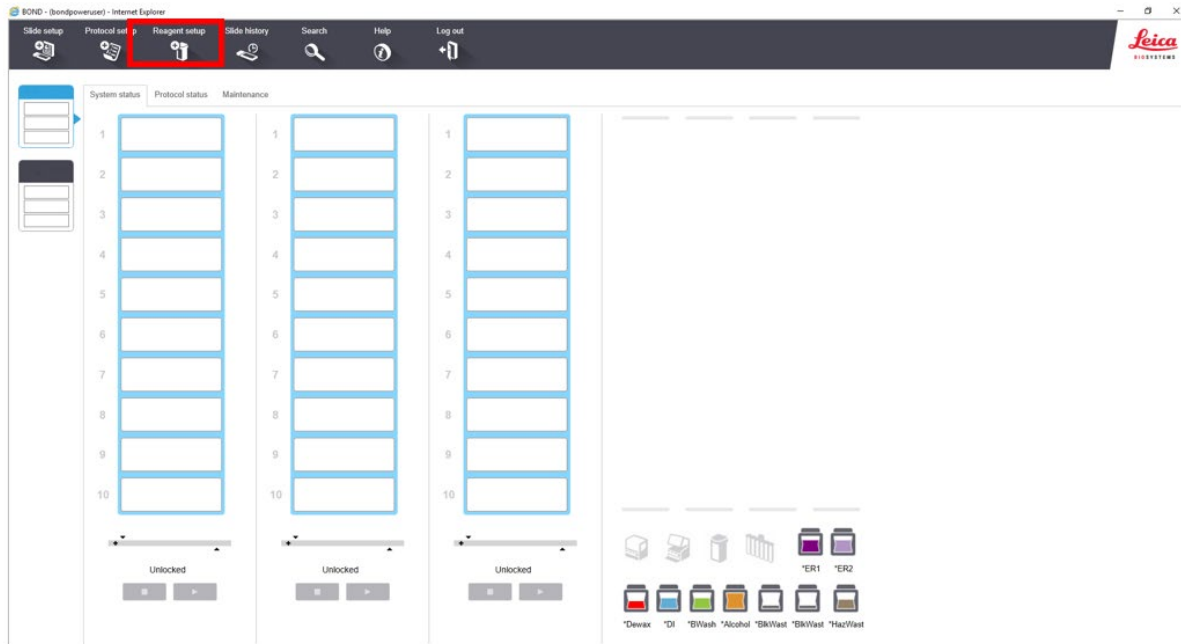 BOND - (bondpoweruser) - Internet Explorer
Slide setup Protocol setup Reagent setup Slide history Search Help Log out
Leica
BIOSYSTEMS
System status Protocol status Maintenance
1 1 1
2 2 2
3 3 3
4 4 4
5 5 5
6 6 6
7 7 7
8 8 8
9 9 9
10 10 10
Unlocked Unlocked Unlocked
*ER1 *ER2
*Dewax *DI *BWash *Alcohol *BlkWast *BlkWast *HazWast